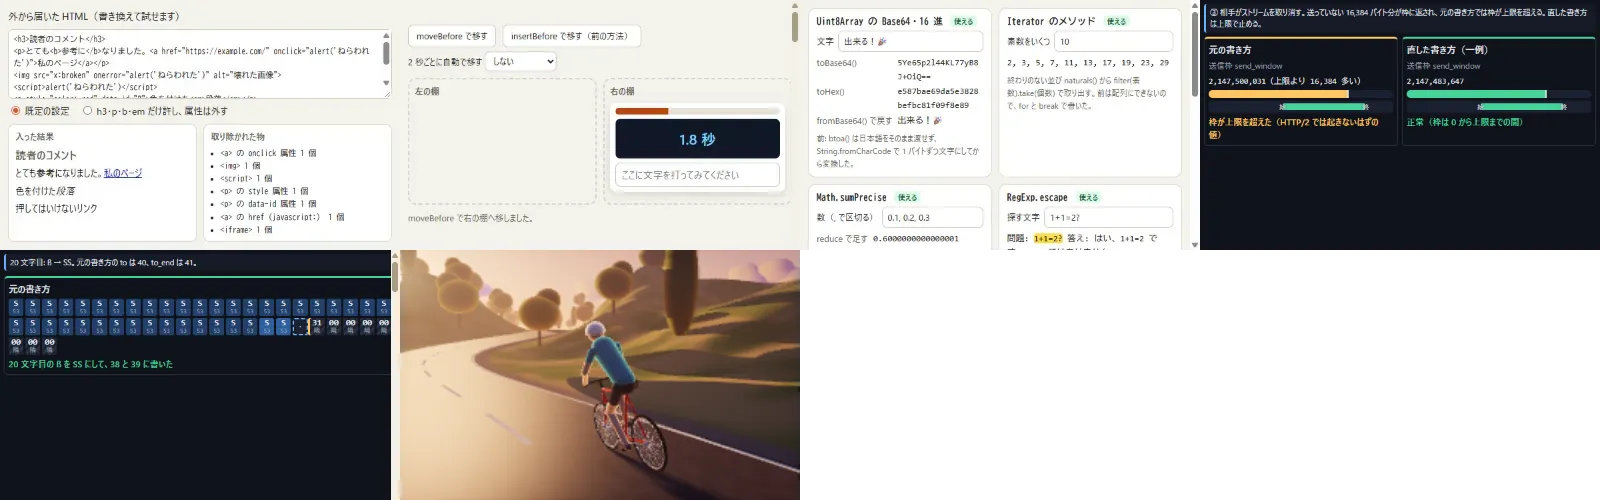 外から届いた HTML（書き換えて試せます）
<h3>読者のコメント</h3>
<p>とても<b>参考に</b>なりました。<a href="https://example.com/" onclick="alert('ねらわれ
た')">私のページ</a></p>
<img src="x:broken" onerror="alert('ねらわれた')" alt="壊れた画像">
<script>alert('ねらわれた')</script>
既定の設定
h3・p・b・em だけ許し、属性は外す
入った結果
読者のコメント
とても参考になりました。私のページ
色を付けた段落
押してはいけないリンク
取り除かれた物
<a> の onclick 属性 1 個
<img> 1 個
<script> 1 個
<p> の style 属性 1 個
<p> の data-id 属性 1 個
<a> の href (javascript:) 1 個
<iframe> 1 個
moveBefore で移す
insertBefore で移す（前の方法）
2 秒ごとに自動で移す
しない
左の棚
右の棚
1.8 秒
ここに文字を打ってみてください
moveBefore で右の棚へ移しました。
Uint8Array の Base64・16 進
使える
文字
出来る！🎉
toBase64()
5Ye65p2l44KL77yB8
J+OiQ==
toHex()
e587bae69da5e3828
befbc81f09f8e89
fromBase64() で戻す
出来る！🎉
前: btoa() は日本語をそのまま渡せず、
String.fromCharCode で 1 バイトずつ文字にしてか
ら変換した。
Iterator のメソッド
使える
素数をいくつ
10
2, 3, 5, 7, 11, 13, 17, 19, 23, 29
終わりのない並び naturals() から filter(素
数).take(個数) で取り出す。前は配列にできないの
で、for と break で書いた。
Math.sumPrecise
使える
数（, で区切る）
0.1, 0.2, 0.3
reduce で足す
0.6000000000000001
RegExp.escape
使える
探す文字
1+1=2?
問題: 1+1=2? 答え: はい、1+1=2 で
② 相手がストリームを取り消す。送っていない 16,384 バイト分が枠に返され、元の書き方では枠が上限を超える。直した書き方
は上限で止める。
元の書き方
送信枠 send_window
2,147,500,031（上限より 16,384 多い）
枠が上限を超えた（HTTP/2 では起きないはずの
値）
直した書き方（一例）
送信枠 send_window
2,147,483,647
正常（枠は 0 から上限までの間）
20 文字目: ß → SS。元の書き方の to は 40、to_end は 41。
元の書き方
20 文字目の ß を SS にして、38 と 39 に書いた